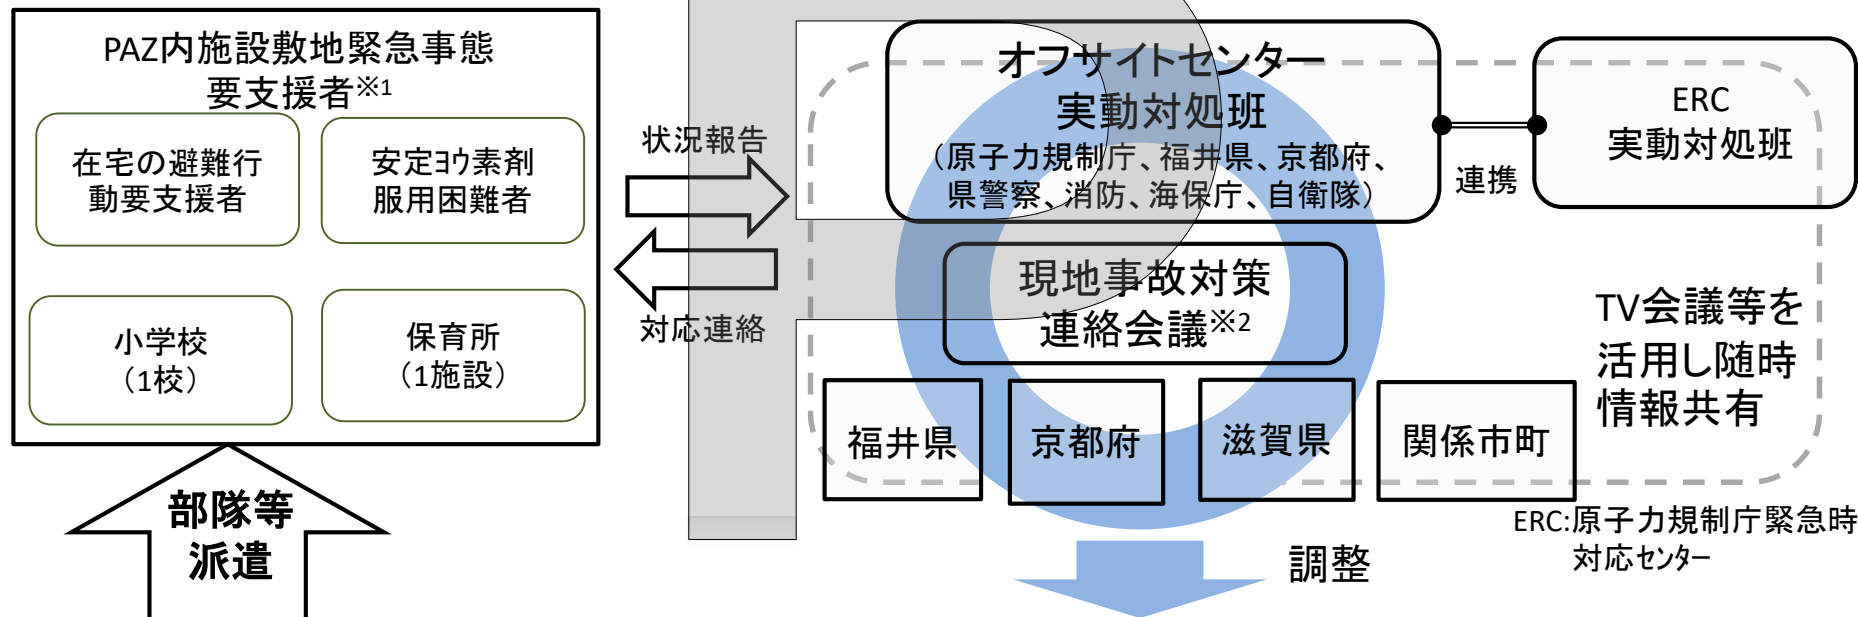 PAZ内施設敷地緊急事態
要支援者※1
在宅の避難行
動要支援者
安定ﾖｳ素剤
服用困難者
小学校
（1校）
保育所
（1施設）
部隊等
派遣
状況報告
対応連絡
オフサイトセンター
実動対処班
（原子力規制庁、福井県、京都府、
県警察、消防、海保庁、自衛隊）
連携
ERC
実動対処班
現地事故対策
連絡会議※2
TV会議等を
活用し随時
情報共有
福井県
京都府
滋賀県
関係市町
ERC:原子力規制庁緊急時
対応ｾﾝﾀｰ
調整